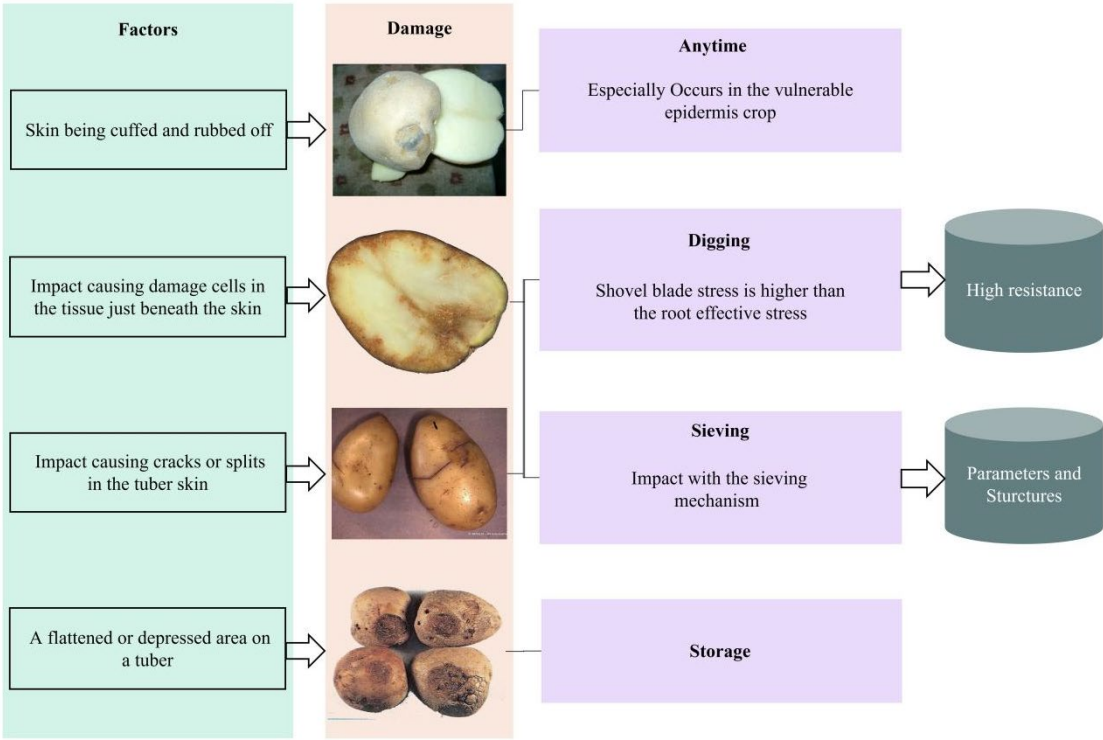 Factors
Damage
Anytime
Especially Occurs in the vulnerable
epidermis crop
Skin being cuffed and rubbed off
Digging
Shovel blade stress is higher than
the root effective stress
High resistance
Impact causing damage cells in
the tissue just beneath the skin
Sieving
Impact with the sieving
mechanism
Parameters and
Sturctures
Impact causing cracks or splits
in the tuber skin
A flattened or depressed area on
a tuber
Storage